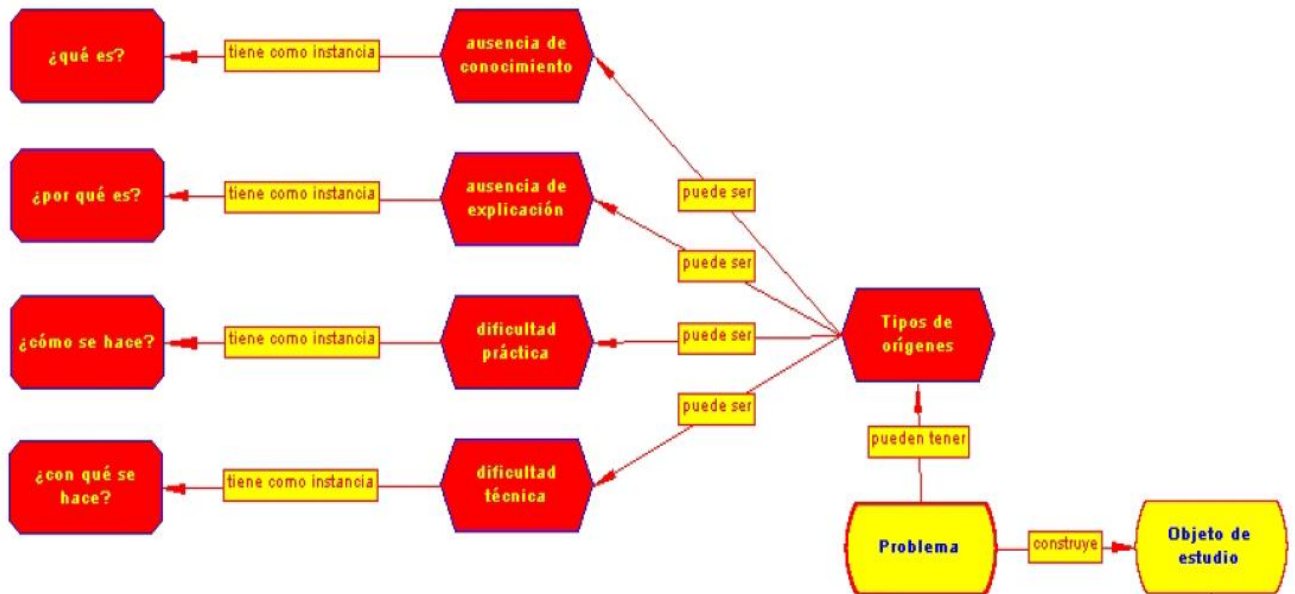 ¿qué es?
tiene como instancia
ausencia de
conocimiento
puede ser
¿por qué es?
tiene como instancia
ausencia de
explicación
puede ser
Tipos de
orígenes
¿cómo se hace?
tiene como instancia
dificultad
práctica
puede ser
puede ser
pueden tener
¿con qué se
hace?
tiene como instancia
dificultad
técnica
Problema
construye
Objeto de
estudio